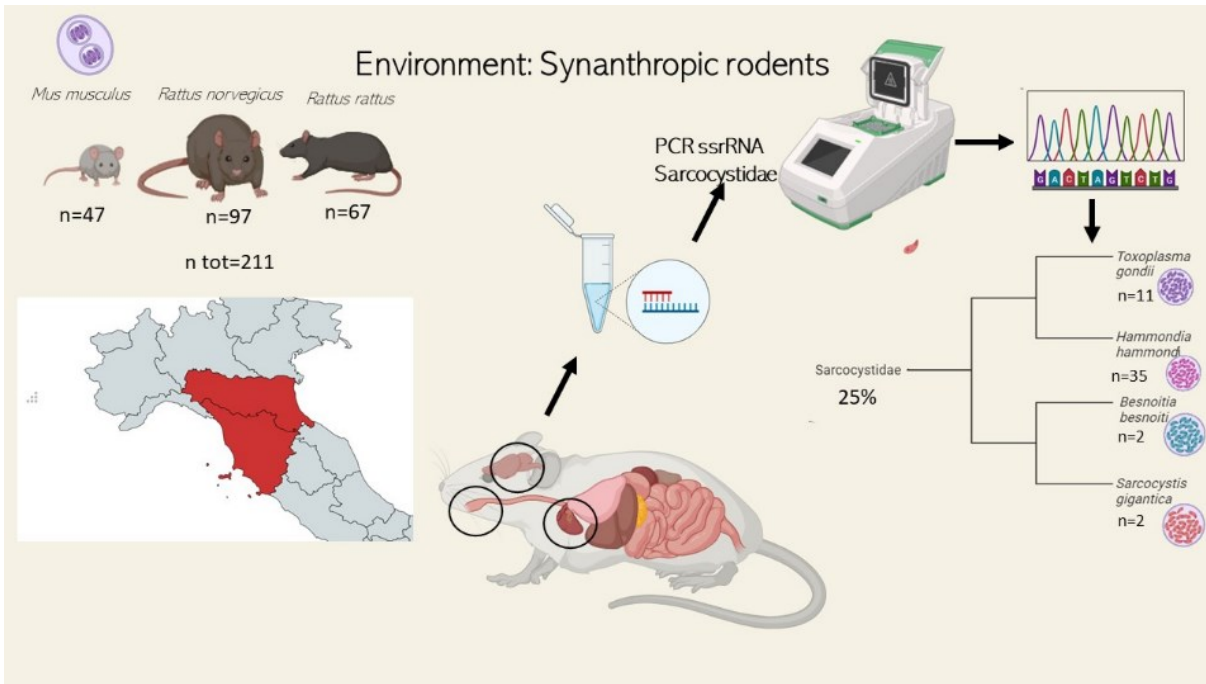 Environment: Synanthropic rodents
Mus musculus
Rattus norvegicus
Rattus rattus
n=47
n=97
n=67
n tot=211
PCR ssrRNA
Sarcocystidae
G A C T A G T C T G
Sarcocystidae
25%
Toxoplasma
gondii
n=11
Hammondia
hammondi
n=35
Besnoitia
besnoiti
n=2
Sarcocystis
gigantica
n=2